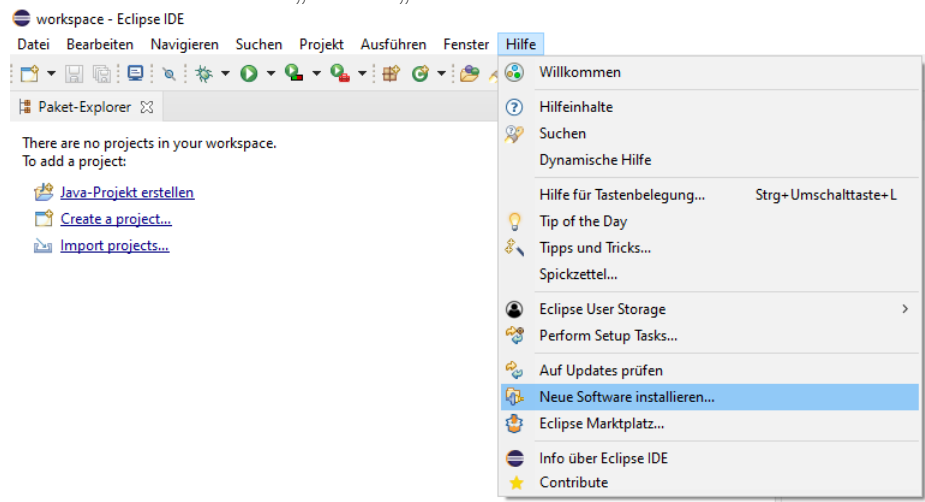 workspace - Eclipse IDE
Datei Bearbeiten Navigieren Suchen Projekt Ausführen Fenster Hilfe
Paket-Explorer
There are no projects in your workspace.
To add a project:
Java-Projekt erstellen
Create a project...
Import projects...
Willkommen
Hilfeinhalte
Suchen
Dynamische Hilfe
Hilfe für Tastenbelegung... Strg+Umschalttaste+L
Tip of the Day
Tipps und Tricks...
Spickzettel...
Eclipse User Storage
Perform Setup Tasks...
Auf Updates prüfen
Neue Software installieren...
Eclipse Marktplatz...
Info über Eclipse IDE
Contribute